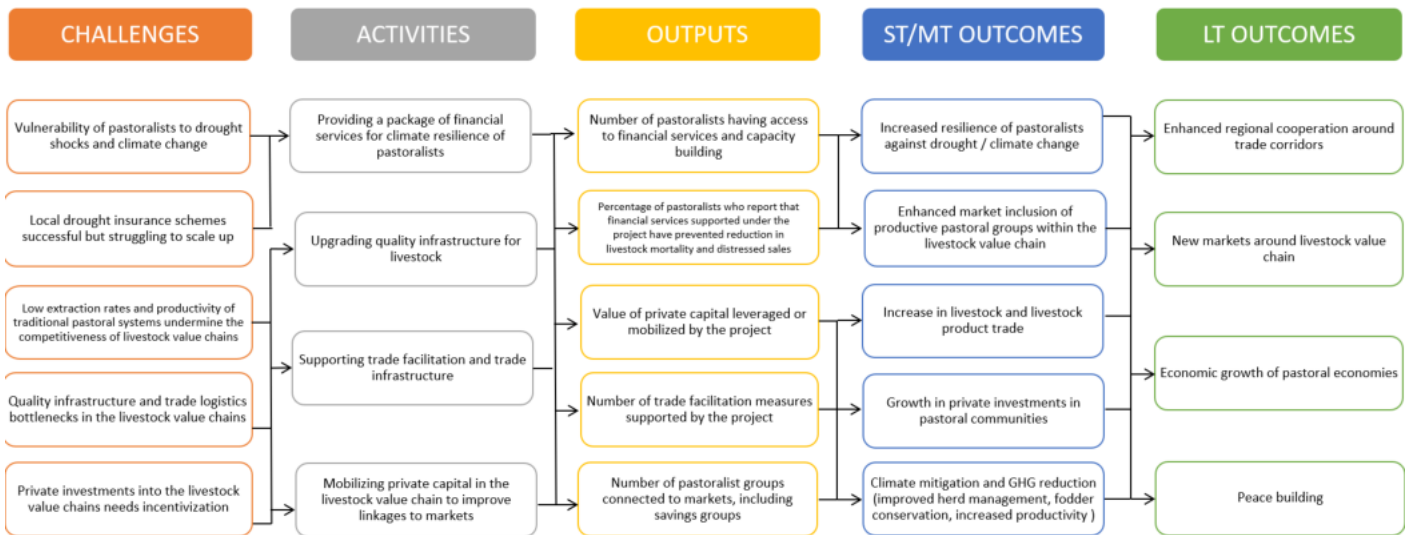 CHALLENGES
Vulnerability of pastoralists to drought
shocks and climate change
Local drought insurance schemes
successful but struggling to scale up
Low extraction rates and productivity of
traditional pastoral systems undermine the
competitiveness of livestock value chains
Quality infrastructure and trade logistics
bottlenecks in the livestock value chains
Private investments into the livestock
value chains needs incentivization
ACTIVITIES
Providing a package of financial
services for climate resilience of
pastoralists
Upgrading quality infrastructure for
livestock
Supporting trade facilitation and trade
infrastructure
Mobilizing private capital in the
livestock value chain to improve
linkages to markets
OUTPUTS
Number of pastoralists having access
to financial services and capacity
building
Percentage of pastoralists who report that
financial services supported under the
project have prevented reduction in
livestock mortality and distressed sales
Value of private capital leveraged or
mobilized by the project
Number of trade facilitation measures
supported by the project
Number of pastoralist groups
connected to markets, including
savings groups
ST/MT OUTCOMES
Increased resilience of pastoralists
against drought / climate change
Enhanced market inclusion of
productive pastoral groups within the
livestock value chain
Increase in livestock and livestock
product trade
Growth in private investments in
pastoral communities
Climate mitigation and GHG reduction
(improved herd management, fodder
conservation, increased productivity )
LT OUTCOMES
Enhanced regional cooperation around
trade corridors
New markets around livestock value
chain
Economic growth of pastoral economies
Peace building